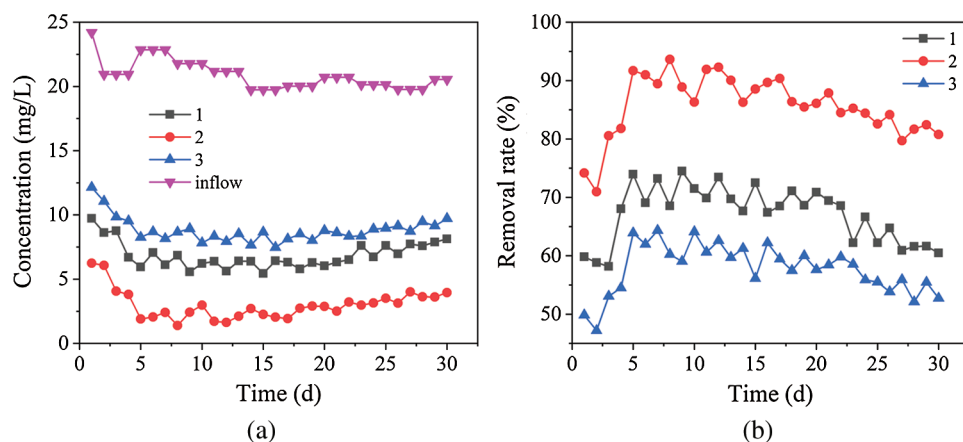 25
20
15
10
5
0
Concentration (mg/L)
1
2
3
inflow
0 5 10 15 20 25 30
Time (d)
(a)
100
90
80
70
60
50
Removal rate (%)
1
2
3
0 5 10 15 20 25 30
Time (d)
(b)